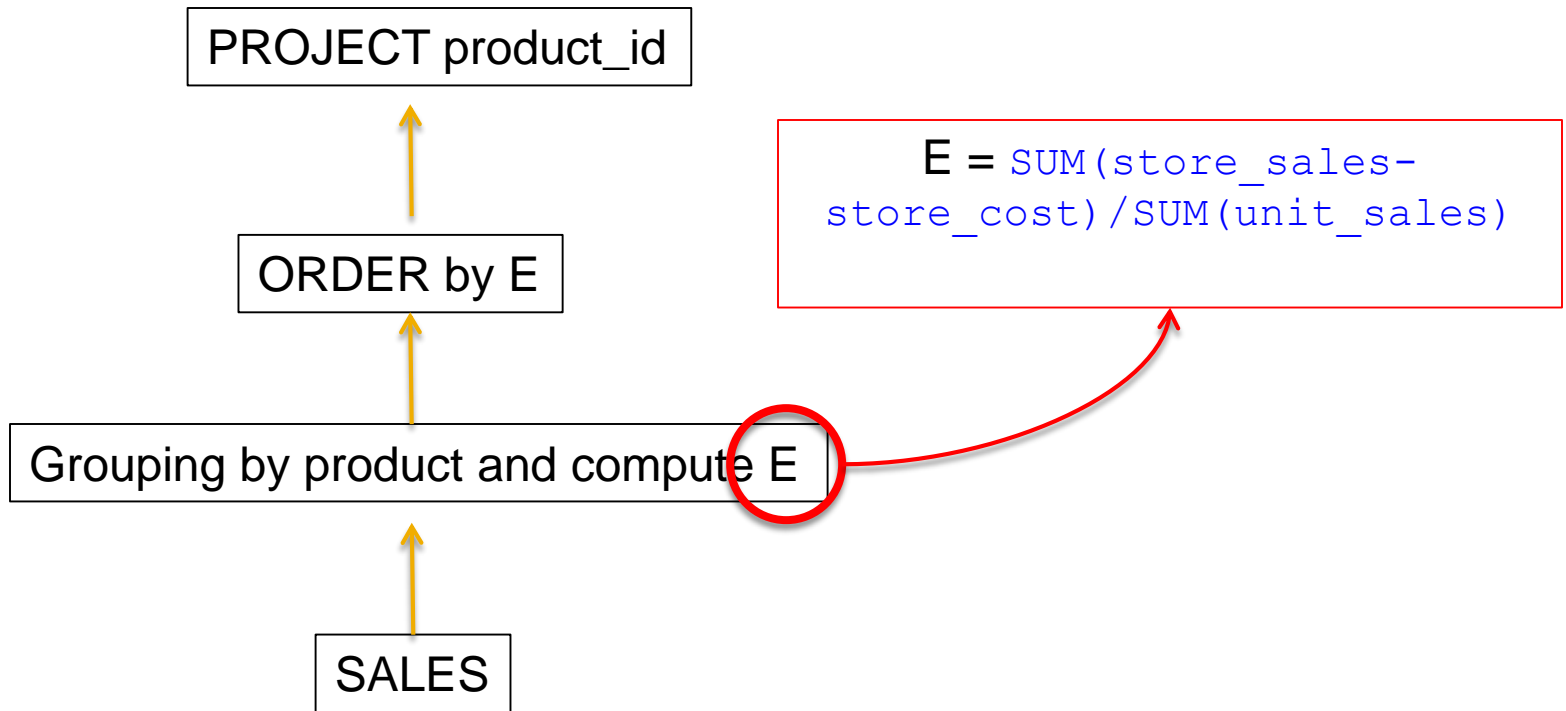 PROJECT product_id
E = SUM(store_sales-
store_cost)/SUM(unit_sales)
ORDER by E
Grouping by product and compute E
SALES